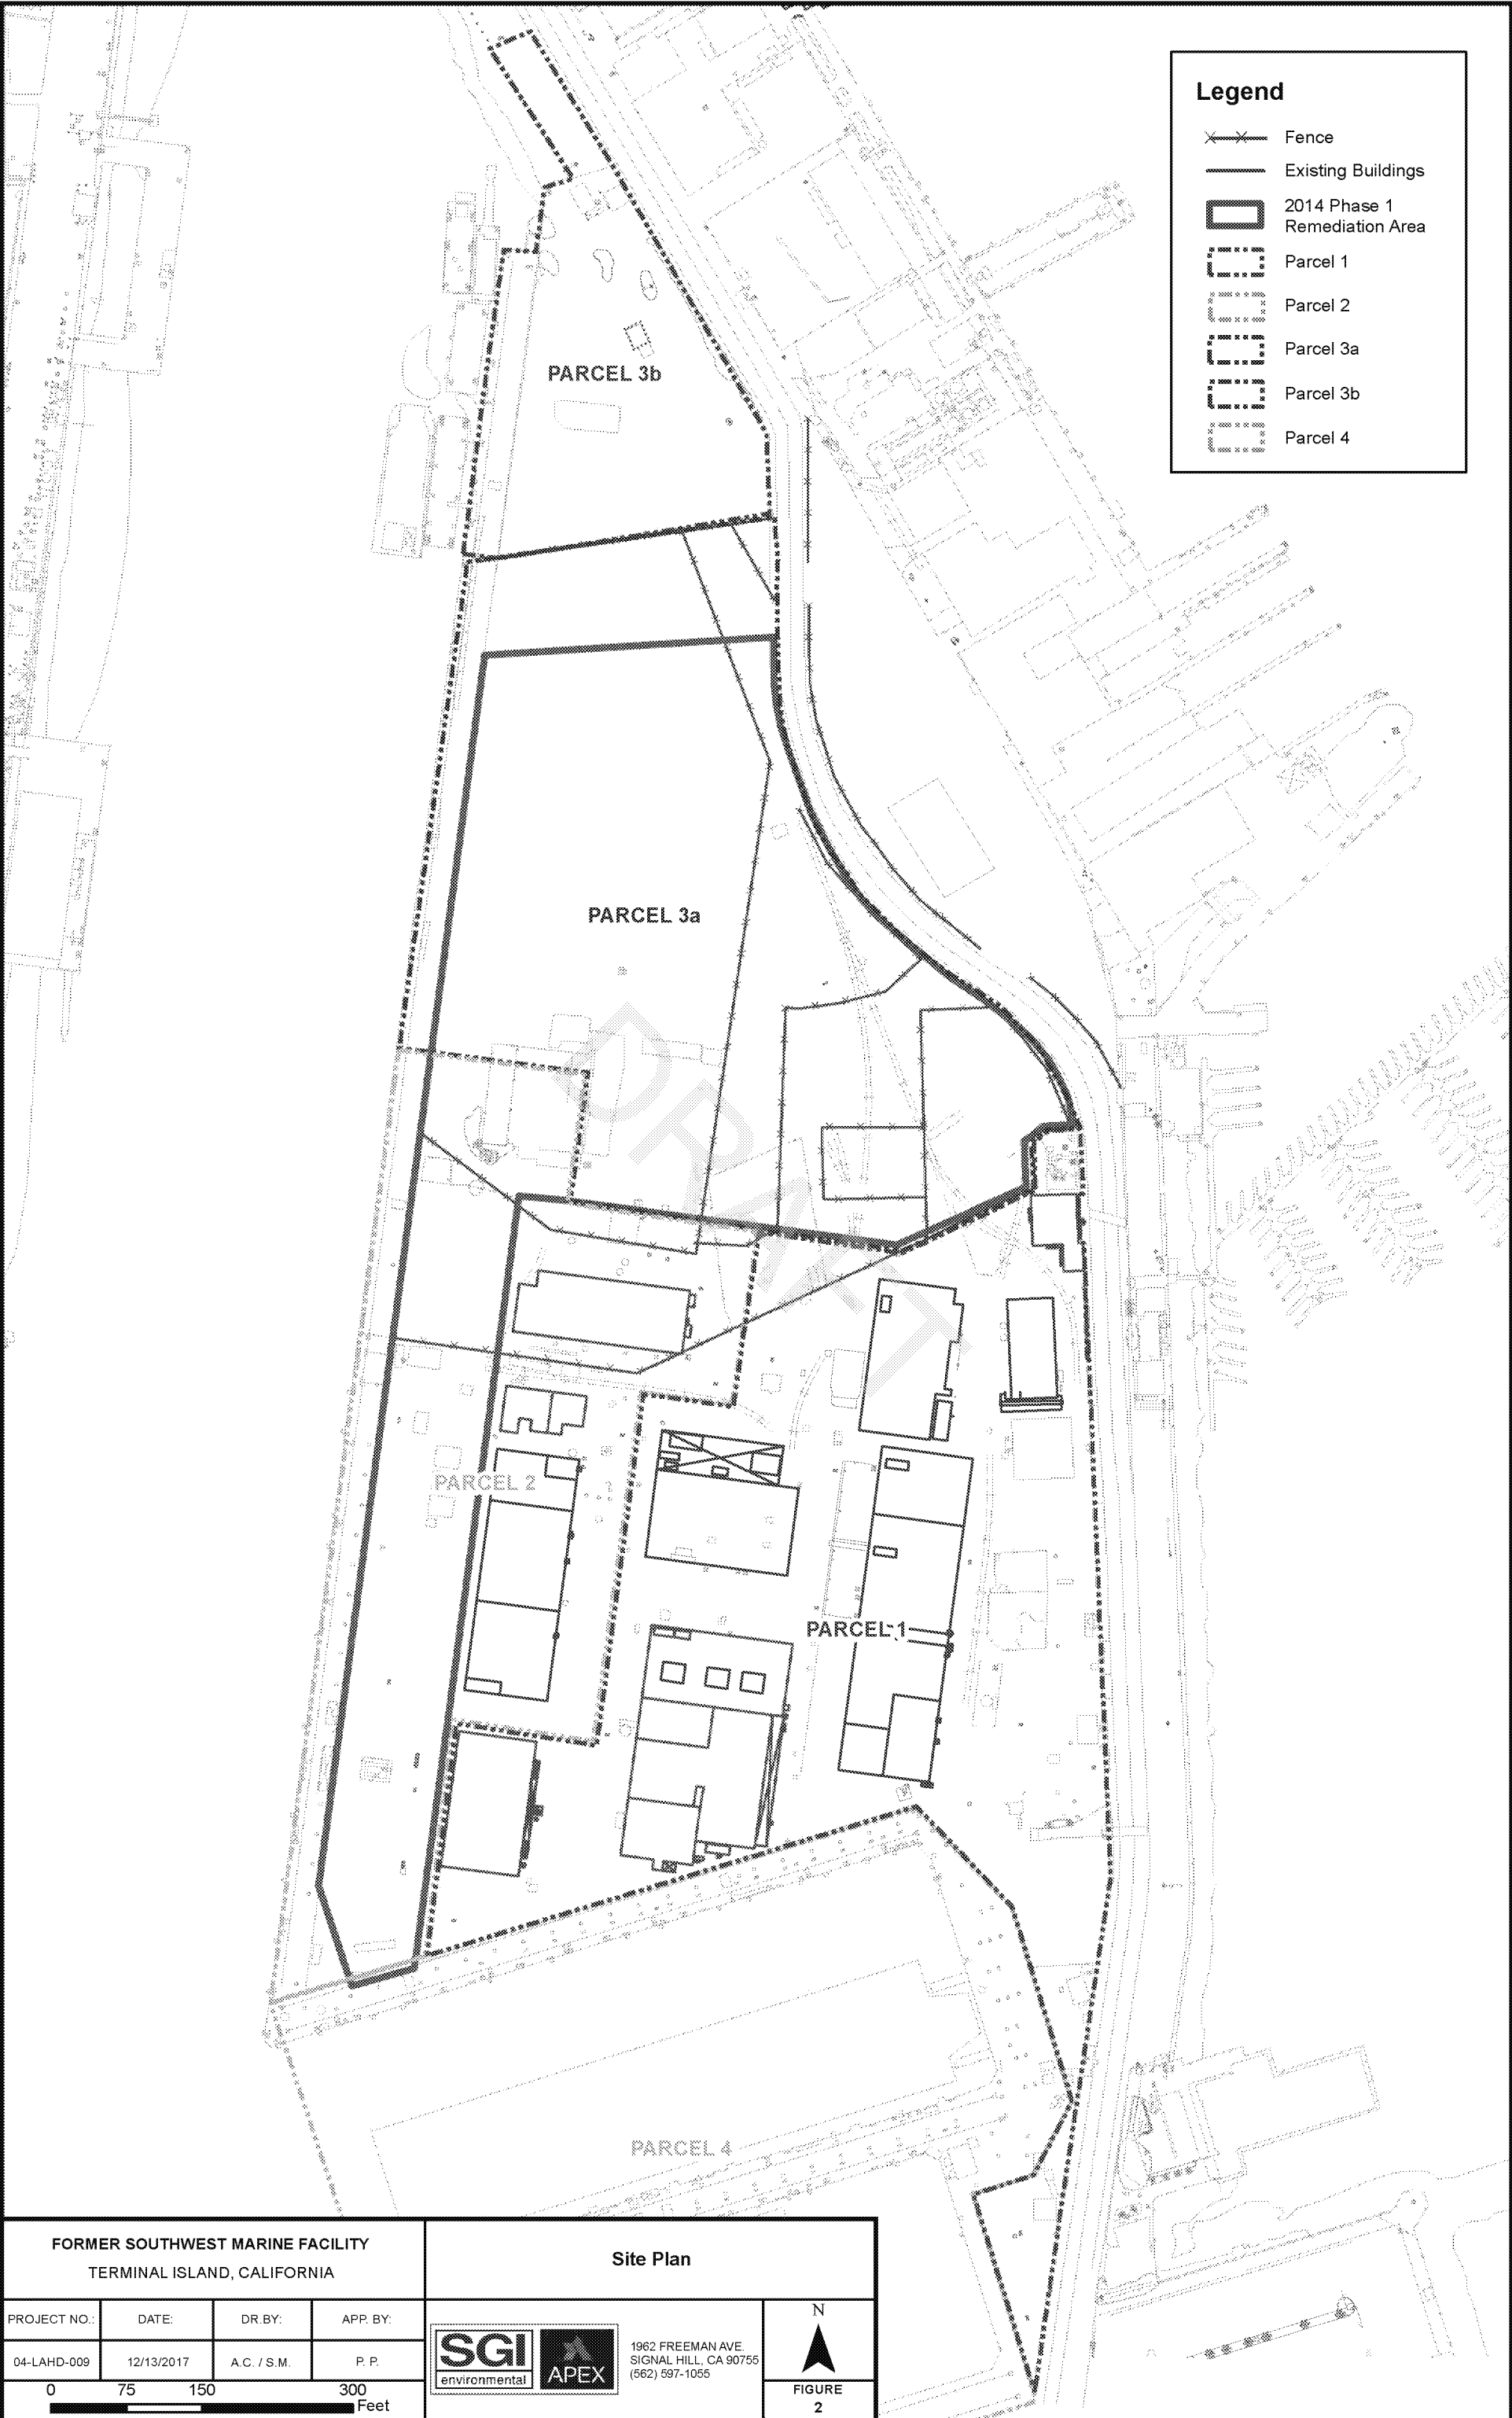 Legend
Fence
Existing Buildings
2014 Phase 1
Remediation Area
Parcel 1
Parcel 2
Parcel 3a
Parcel 3b
Parcel 4
PARCEL 3b
PARCEL 3a
DRAFT
PARCEL 2
PARCEL 1
PARCEL 4
FORMER SOUTHWEST MARINE FACILITY
TERMINAL ISLAND, CALIFORNIA
Site Plan
PROJECT NO.:
DATE:
DR.BY:
APP. BY:
04-LAHD-009
12/13/2017
A.C. / S.M.
P. P.
0
75
150
300
Feet
SGI
environmental
APEX
1962 FREEMAN AVE.
SIGNAL HILL, CA 90755
(562) 597-1055
N
FIGURE
2